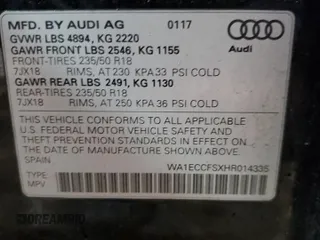 MFD. BY AUDI AG 0117
GVWR LBS 4894, KG 2220
GAWR FRONT LBS 2546, KG 1155
FRONT-TIRES 235/50 R18
7JX18 RIMS, AT 230 KPA 33 PSI COLD
GAWR REAR LBS 2491, KG 1130
REAR-TIRES 235/50 R18
7JX18 RIMS, AT 250 KPA 36 PSI COLD
Audi
THIS VEHICLE CONFORMS TO ALL APPLICABLE
U.S. FEDERAL MOTOR VEHICLE SAFETY AND
THEFT PREVENTION STANDARDS IN EFFECT ON
THE DATE OF MANUFACTURE SHOWN ABOVE.
SPAIN WA1ECCFSXHR014335
TYPE
MPV